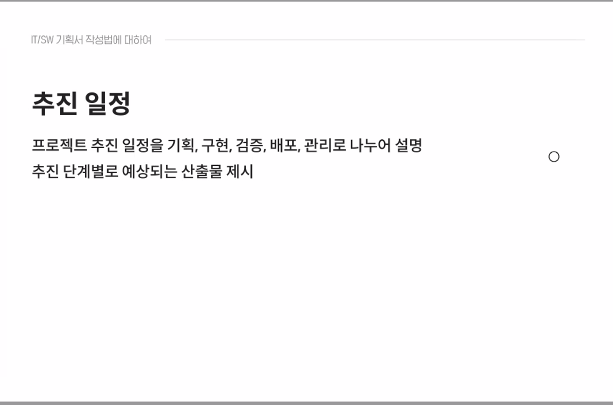 IT/SW 기획서 작성법에 대하여
추진 일정
프로젝트 추진 일정을 기획, 구현, 검증, 배포, 관리로 나누어 설명
추진 단계별로 예상되는 산출물 제시